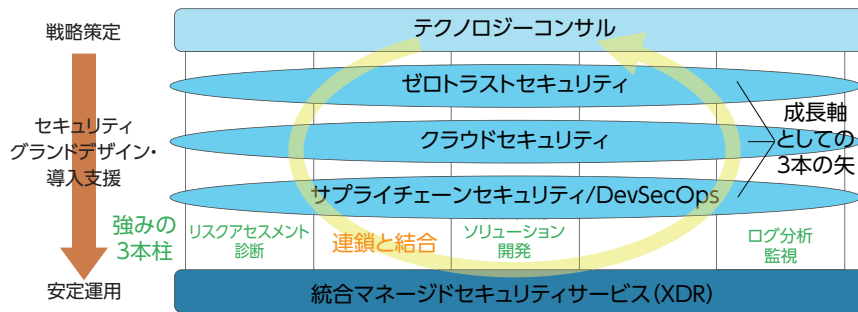 戦略策定
テクノロジーコンサル
ゼロトラストセキュリティ
セキュリティ
グランドデザイン・
導入支援
クラウドセキュリティ
成長軸
としての
3本の矢
サプライチェーンセキュリティ/DevSecOps
強みの
3本柱
リスクアセスメント
診断
連鎖と結合
ソリューション
開発
ログ分析
監視
安定運用
統合マネージドセキュリティサービス(XDR)